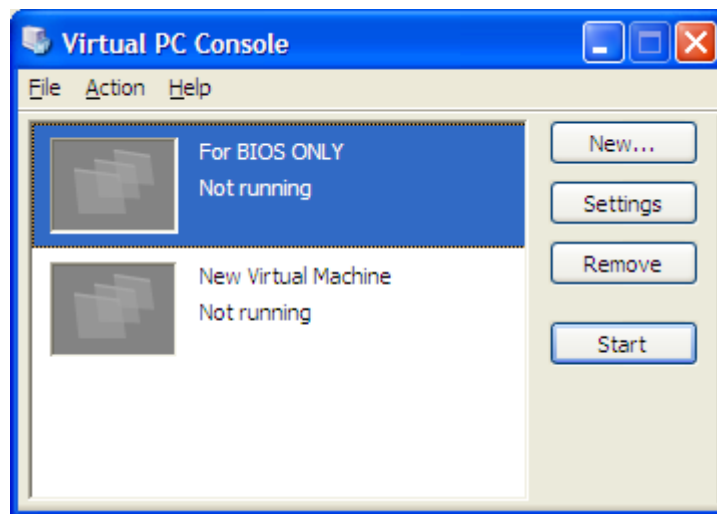 Virtual PC Console
File Action Help
For BIOS ONLY
Not running
New Virtual Machine
Not running
New...
Settings
Remove
Start